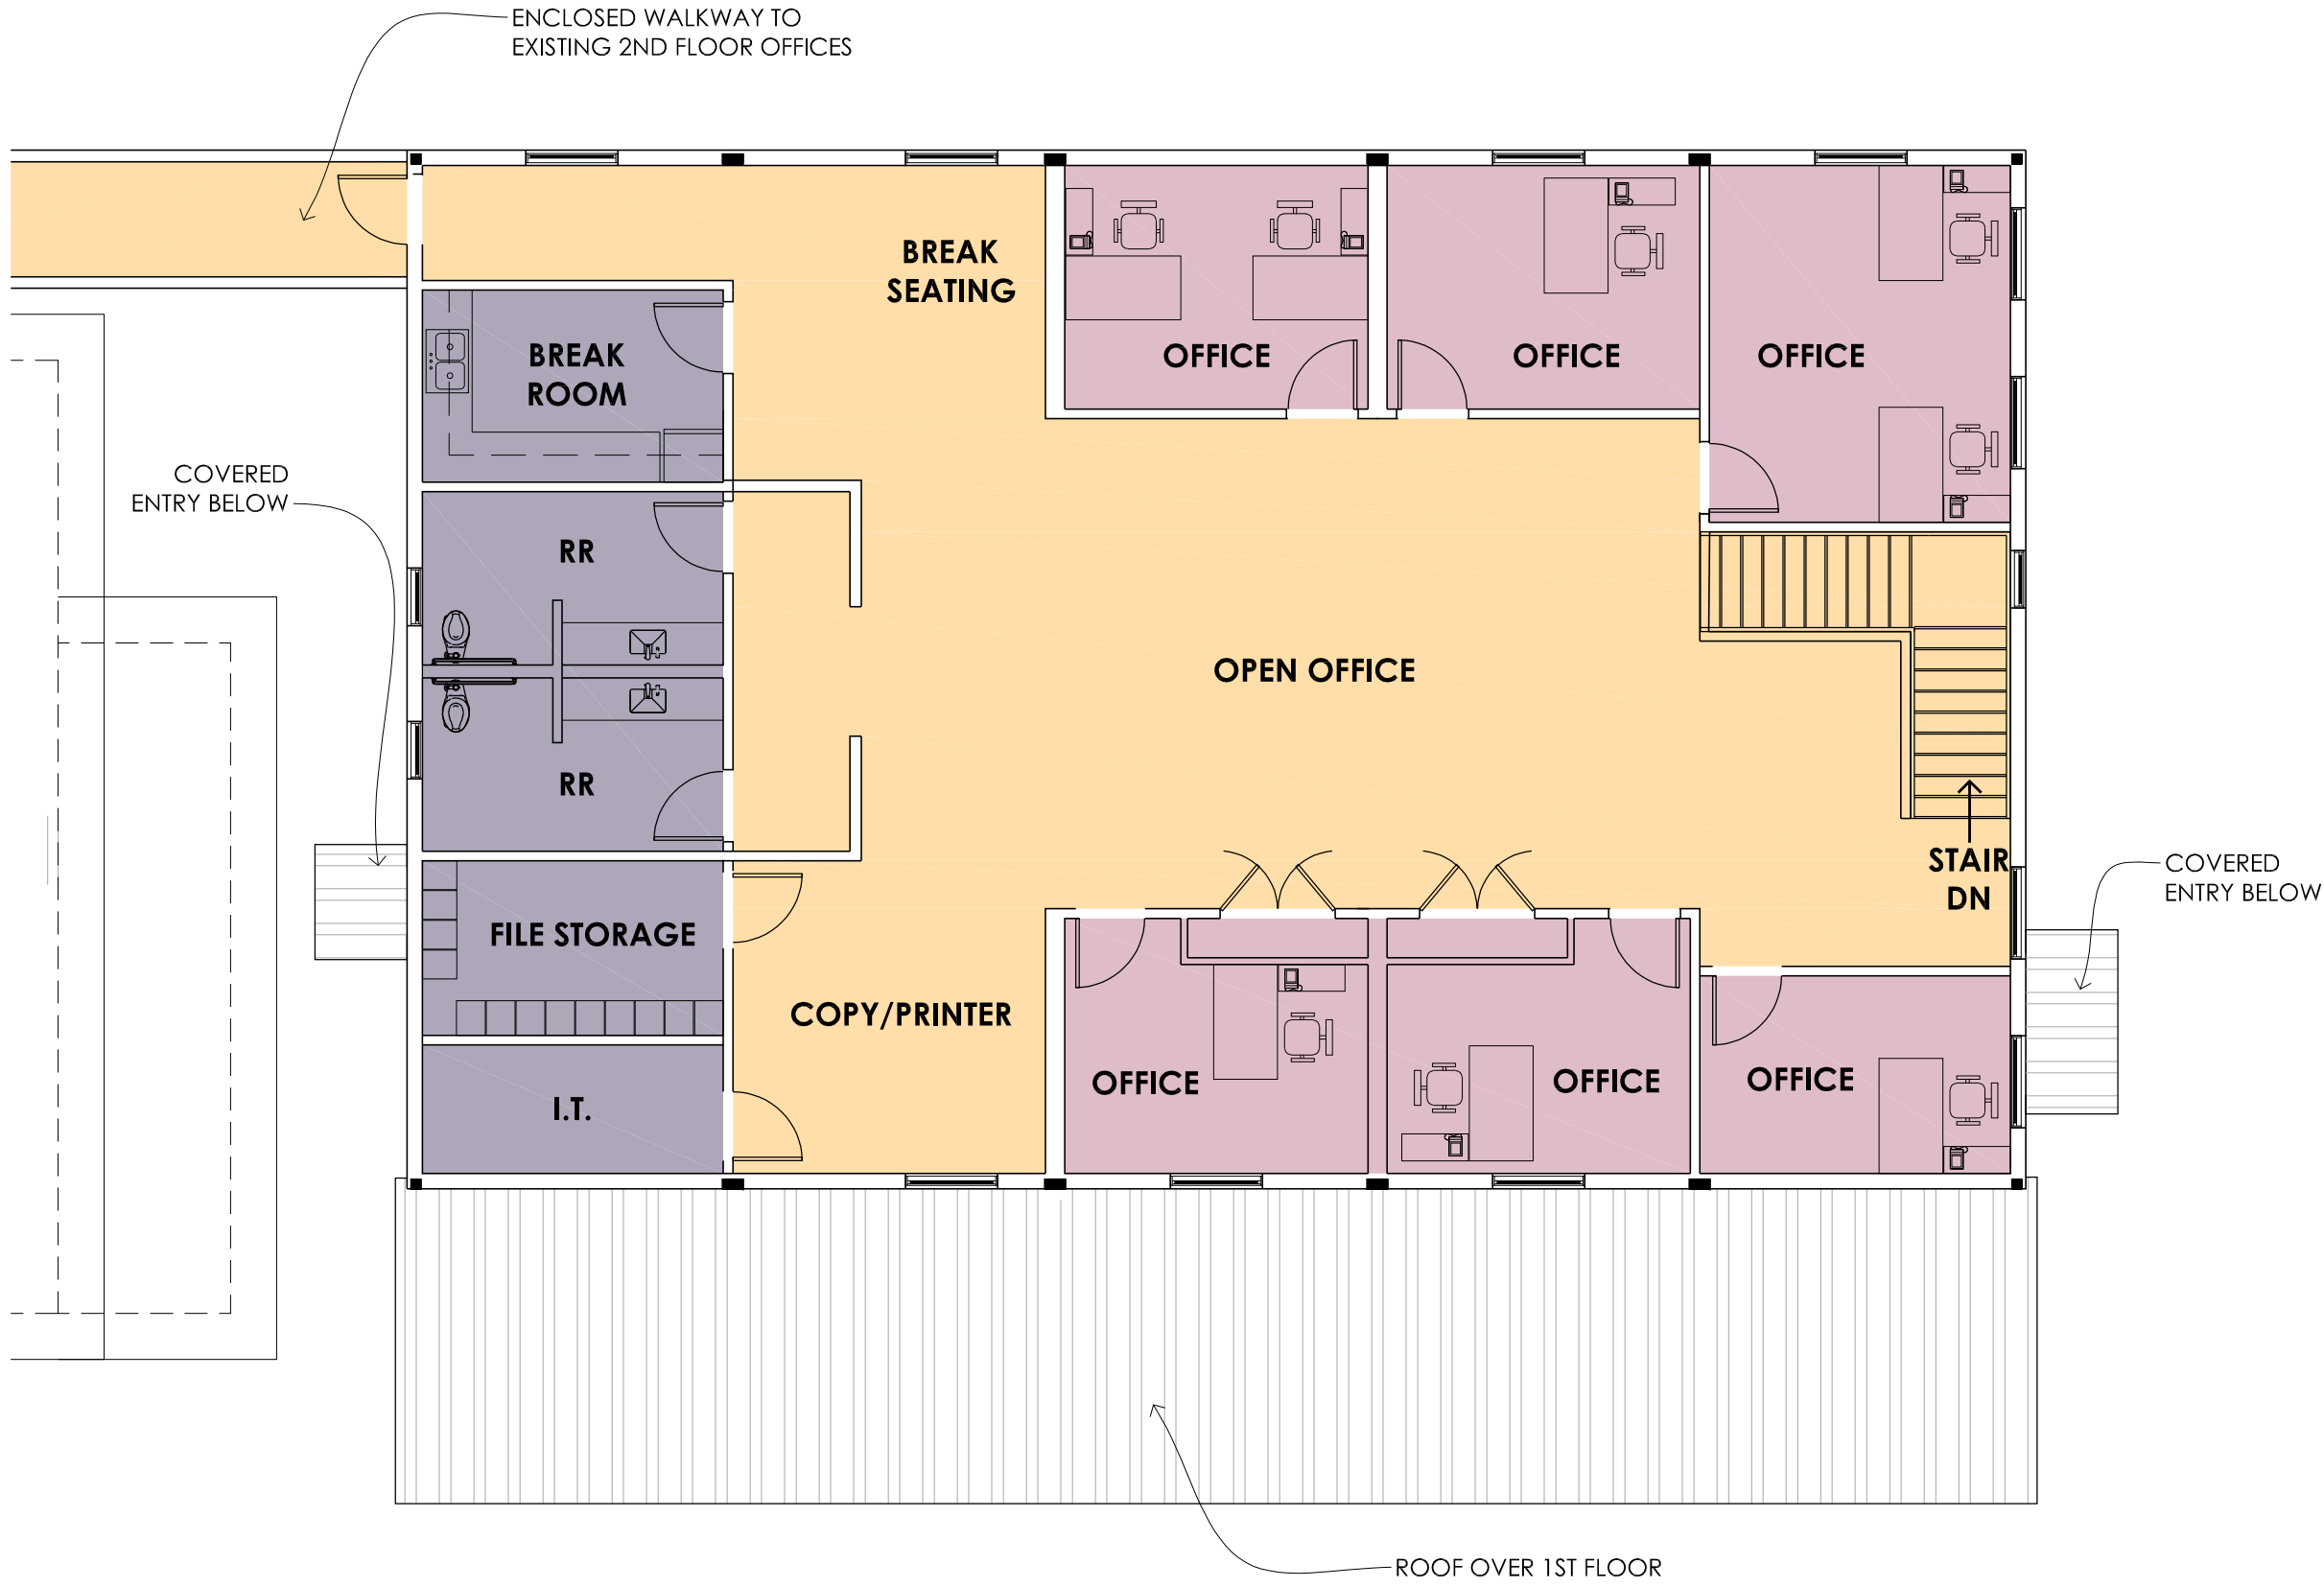 ENCLOSED WALKWAY TO
EXISTING 2ND FLOOR OFFICES
BREAK
SEATING
BREAK
ROOM
OFFICE
OFFICE
OFFICE
COVERED
ENTRY BELOW
RR
OPEN OFFICE
RR
STAIR
DN
COVERED
ENTRY BELOW
FILE STORAGE
COPY/PRINTER
OFFICE
OFFICE
OFFICE
I.T.
ROOF OVER 1ST FLOOR